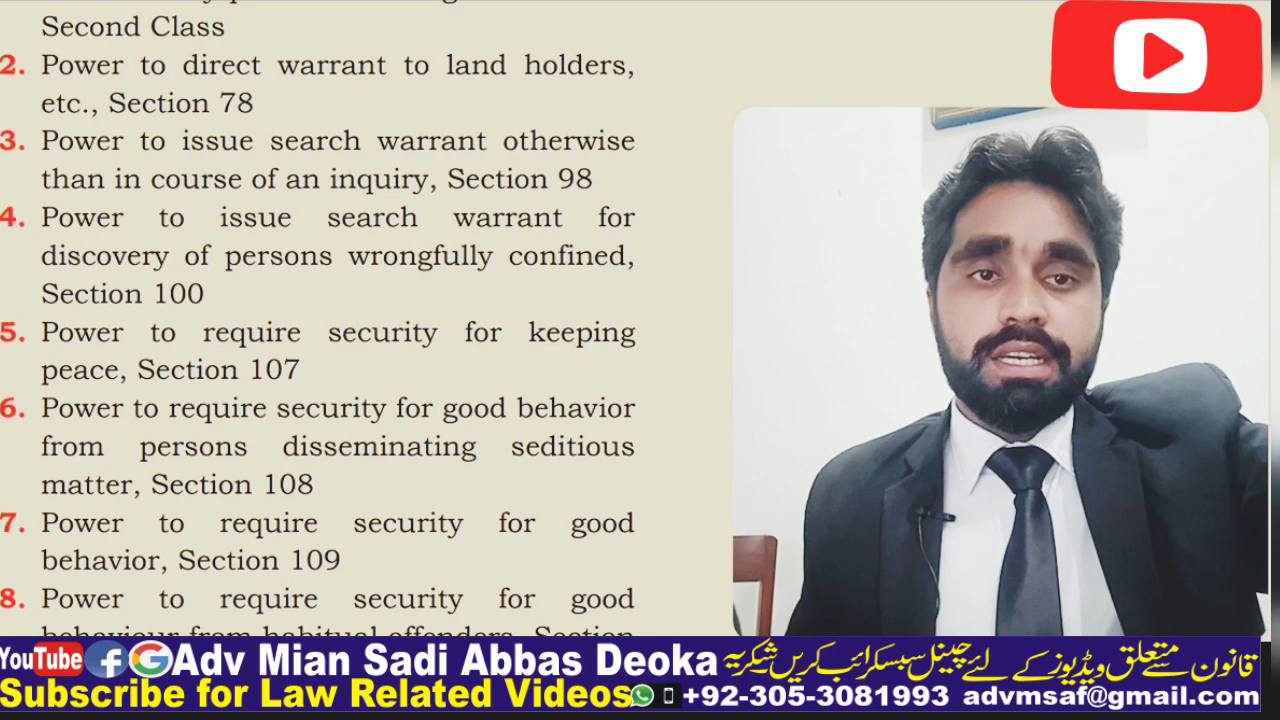 Second Class
2. Power to direct warrant to land holders,
etc., Section 78
3. Power to issue search warrant otherwise
than in course of an inquiry, Section 98
4. Power to issue search warrant for
discovery of persons wrongfully confined,
Section 100
5. Power to require security for keeping
peace, Section 107
6. Power to require security for good behavior
from persons disseminating seditious
matter, Section 108
7. Power to require security for good
behavior, Section 109
8. Power to require security for good
behaviour from habitual offenders, Section
YouTube f G Adv Mian Sadi Abbas Deoka
قانون سے متعلق ویڈیوز کے لئے چینل سبسکرائب کریں شکریہ
Subscribe for Law Related Videos +92-305-3081993 advmsaf@gmail.com